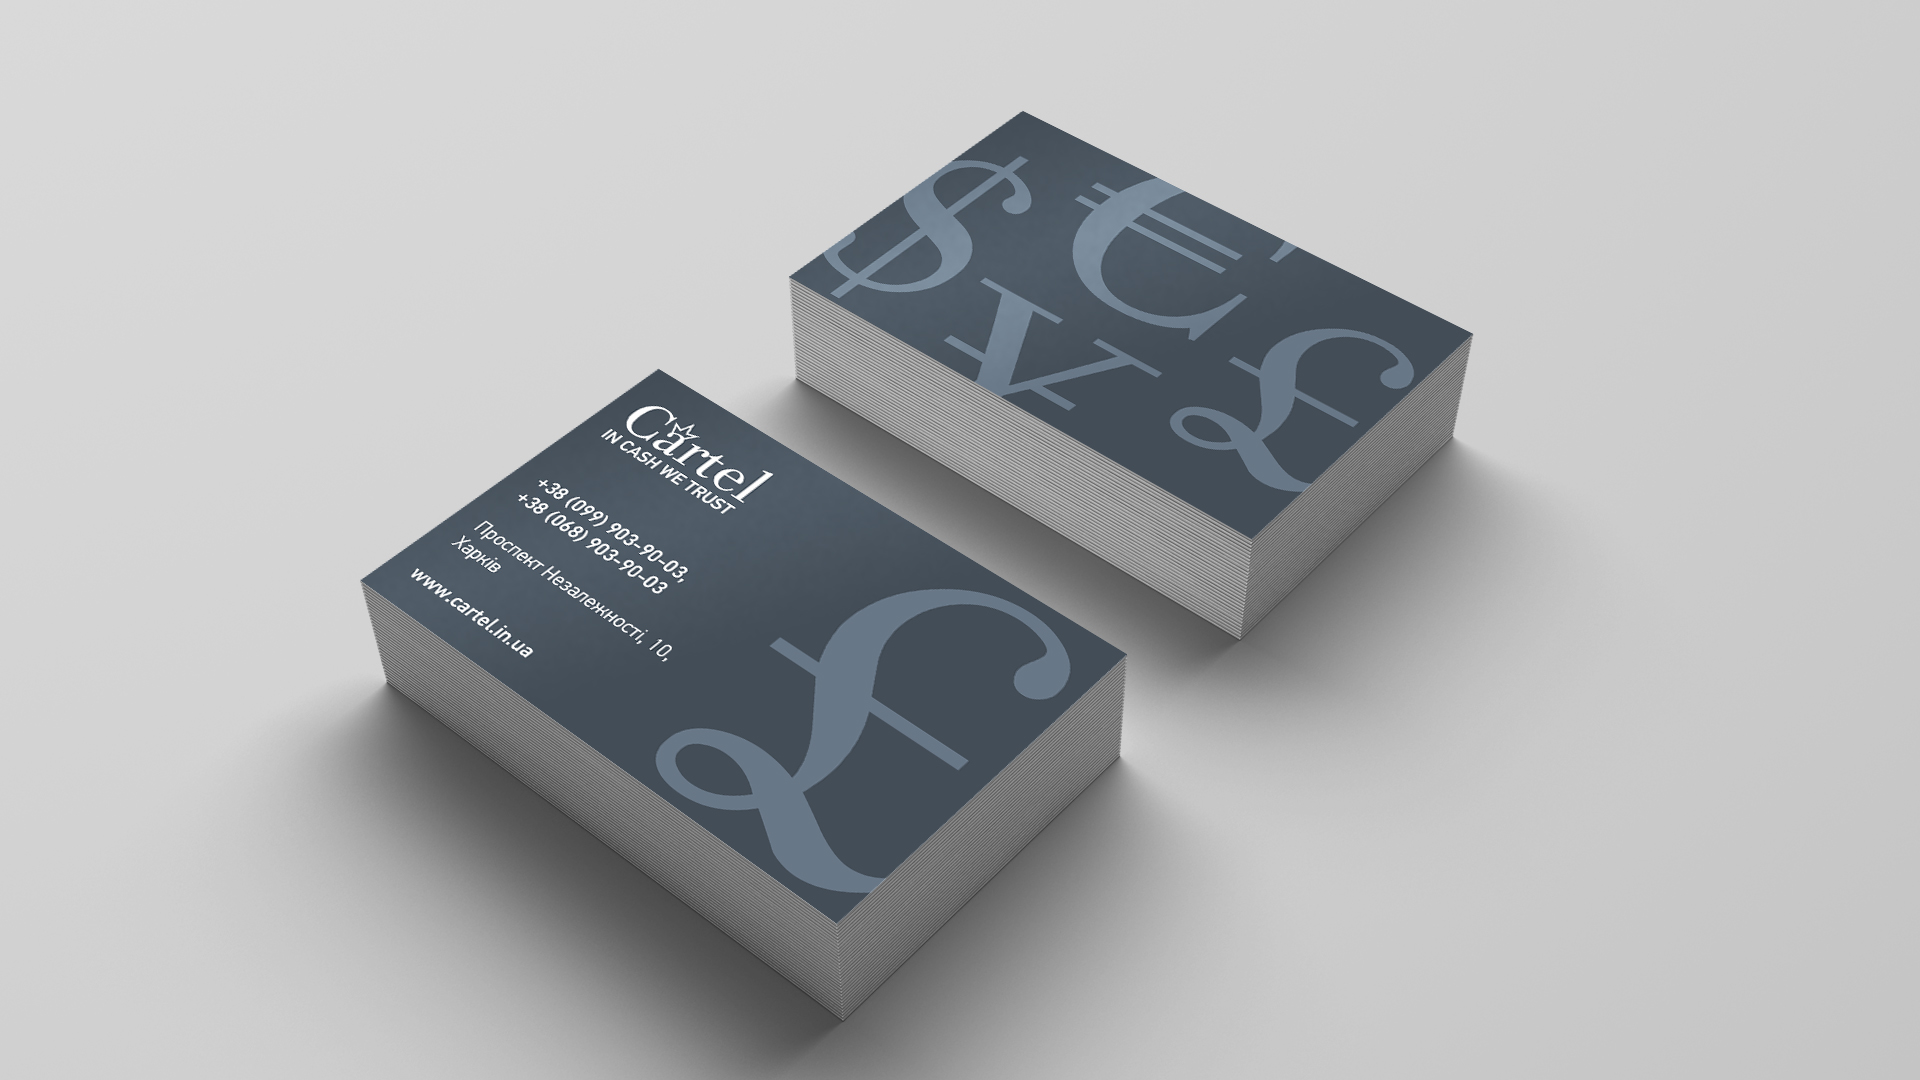 Cartel
IN CASH WE TRUST
+38 (099) 903-90-03,
+38 (068) 903-90-03
Проспект Незалежності, 10,
Харків
www.cartel.in.ua
£
$ €
¥ £